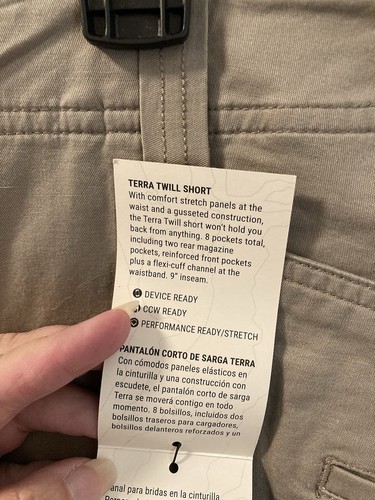 TERRA TWILL SHORT
With comfort stretch panels at the
waist and a gusseted construction,
the Terra Twill short won't hold you
back from anything. 8 pockets total,
including two rear magazine
pockets, reinforced front pockets
plus a flexi-cuff channel at the
waistband. 9" inseam.
DEVICE READY
CCW READY
PERFORMANCE READY/STRETCH
PANTALÓN CORTO DE SARGA TERRA
Con cómodos paneles elásticos en
la cinturilla y una construcción con
escudete, el pantalón corto de sarga
Terra se moverá contigo en todo
momento. 8 bolsillos, incluidos dos
bolsillos traseros para cargadores,
bolsillos delanteros reforzados y un
anal para bridas en la cinturilla